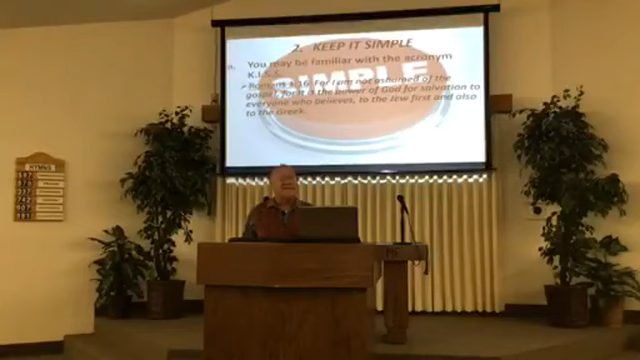 2. KEEP IT SIMPLE
a. You may be familiar with the acronym
K.I.S.S.
➢ Romans 1:16 For I am not ashamed of the
gospel, for it is the power of God for salvation to
everyone who believes, to the Jew first and also
to the Greek.
SIMPLE
HYMNS